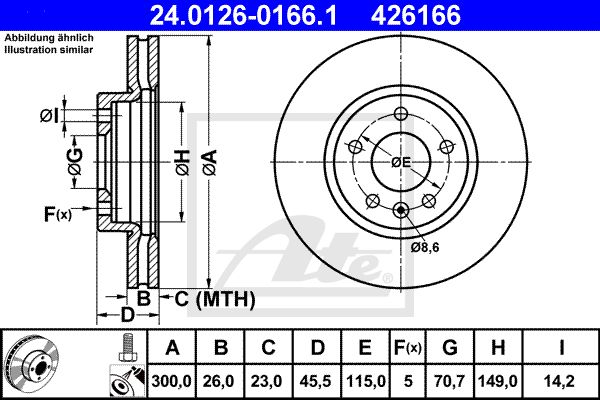 24.0126-0166.1 426166
Abbildung ähnlich
Illustration similar
ØI
ØG
ØH
ØA
F(x)
B
C (MTH)
D
ØE
Ø8,6
Ate
®
A B C D E F(x) G H I
300,0 26,0 23,0 45,5 115,0 5 70,7 149,0 14,2